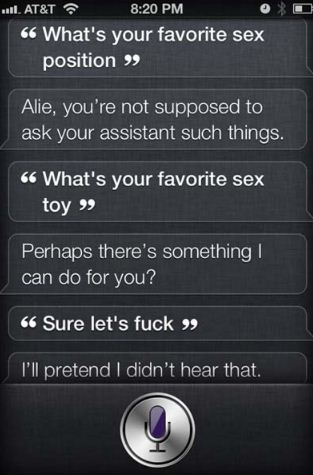 AT&T 8:20 PM
“ What's your favorite sex
position ”
Alie, you're not supposed to
ask your assistant such things.
“ What's your favorite sex
toy ”
Perhaps there's something I
can do for you?
“ Sure let's fuck ”
I'll pretend I didn't hear that.